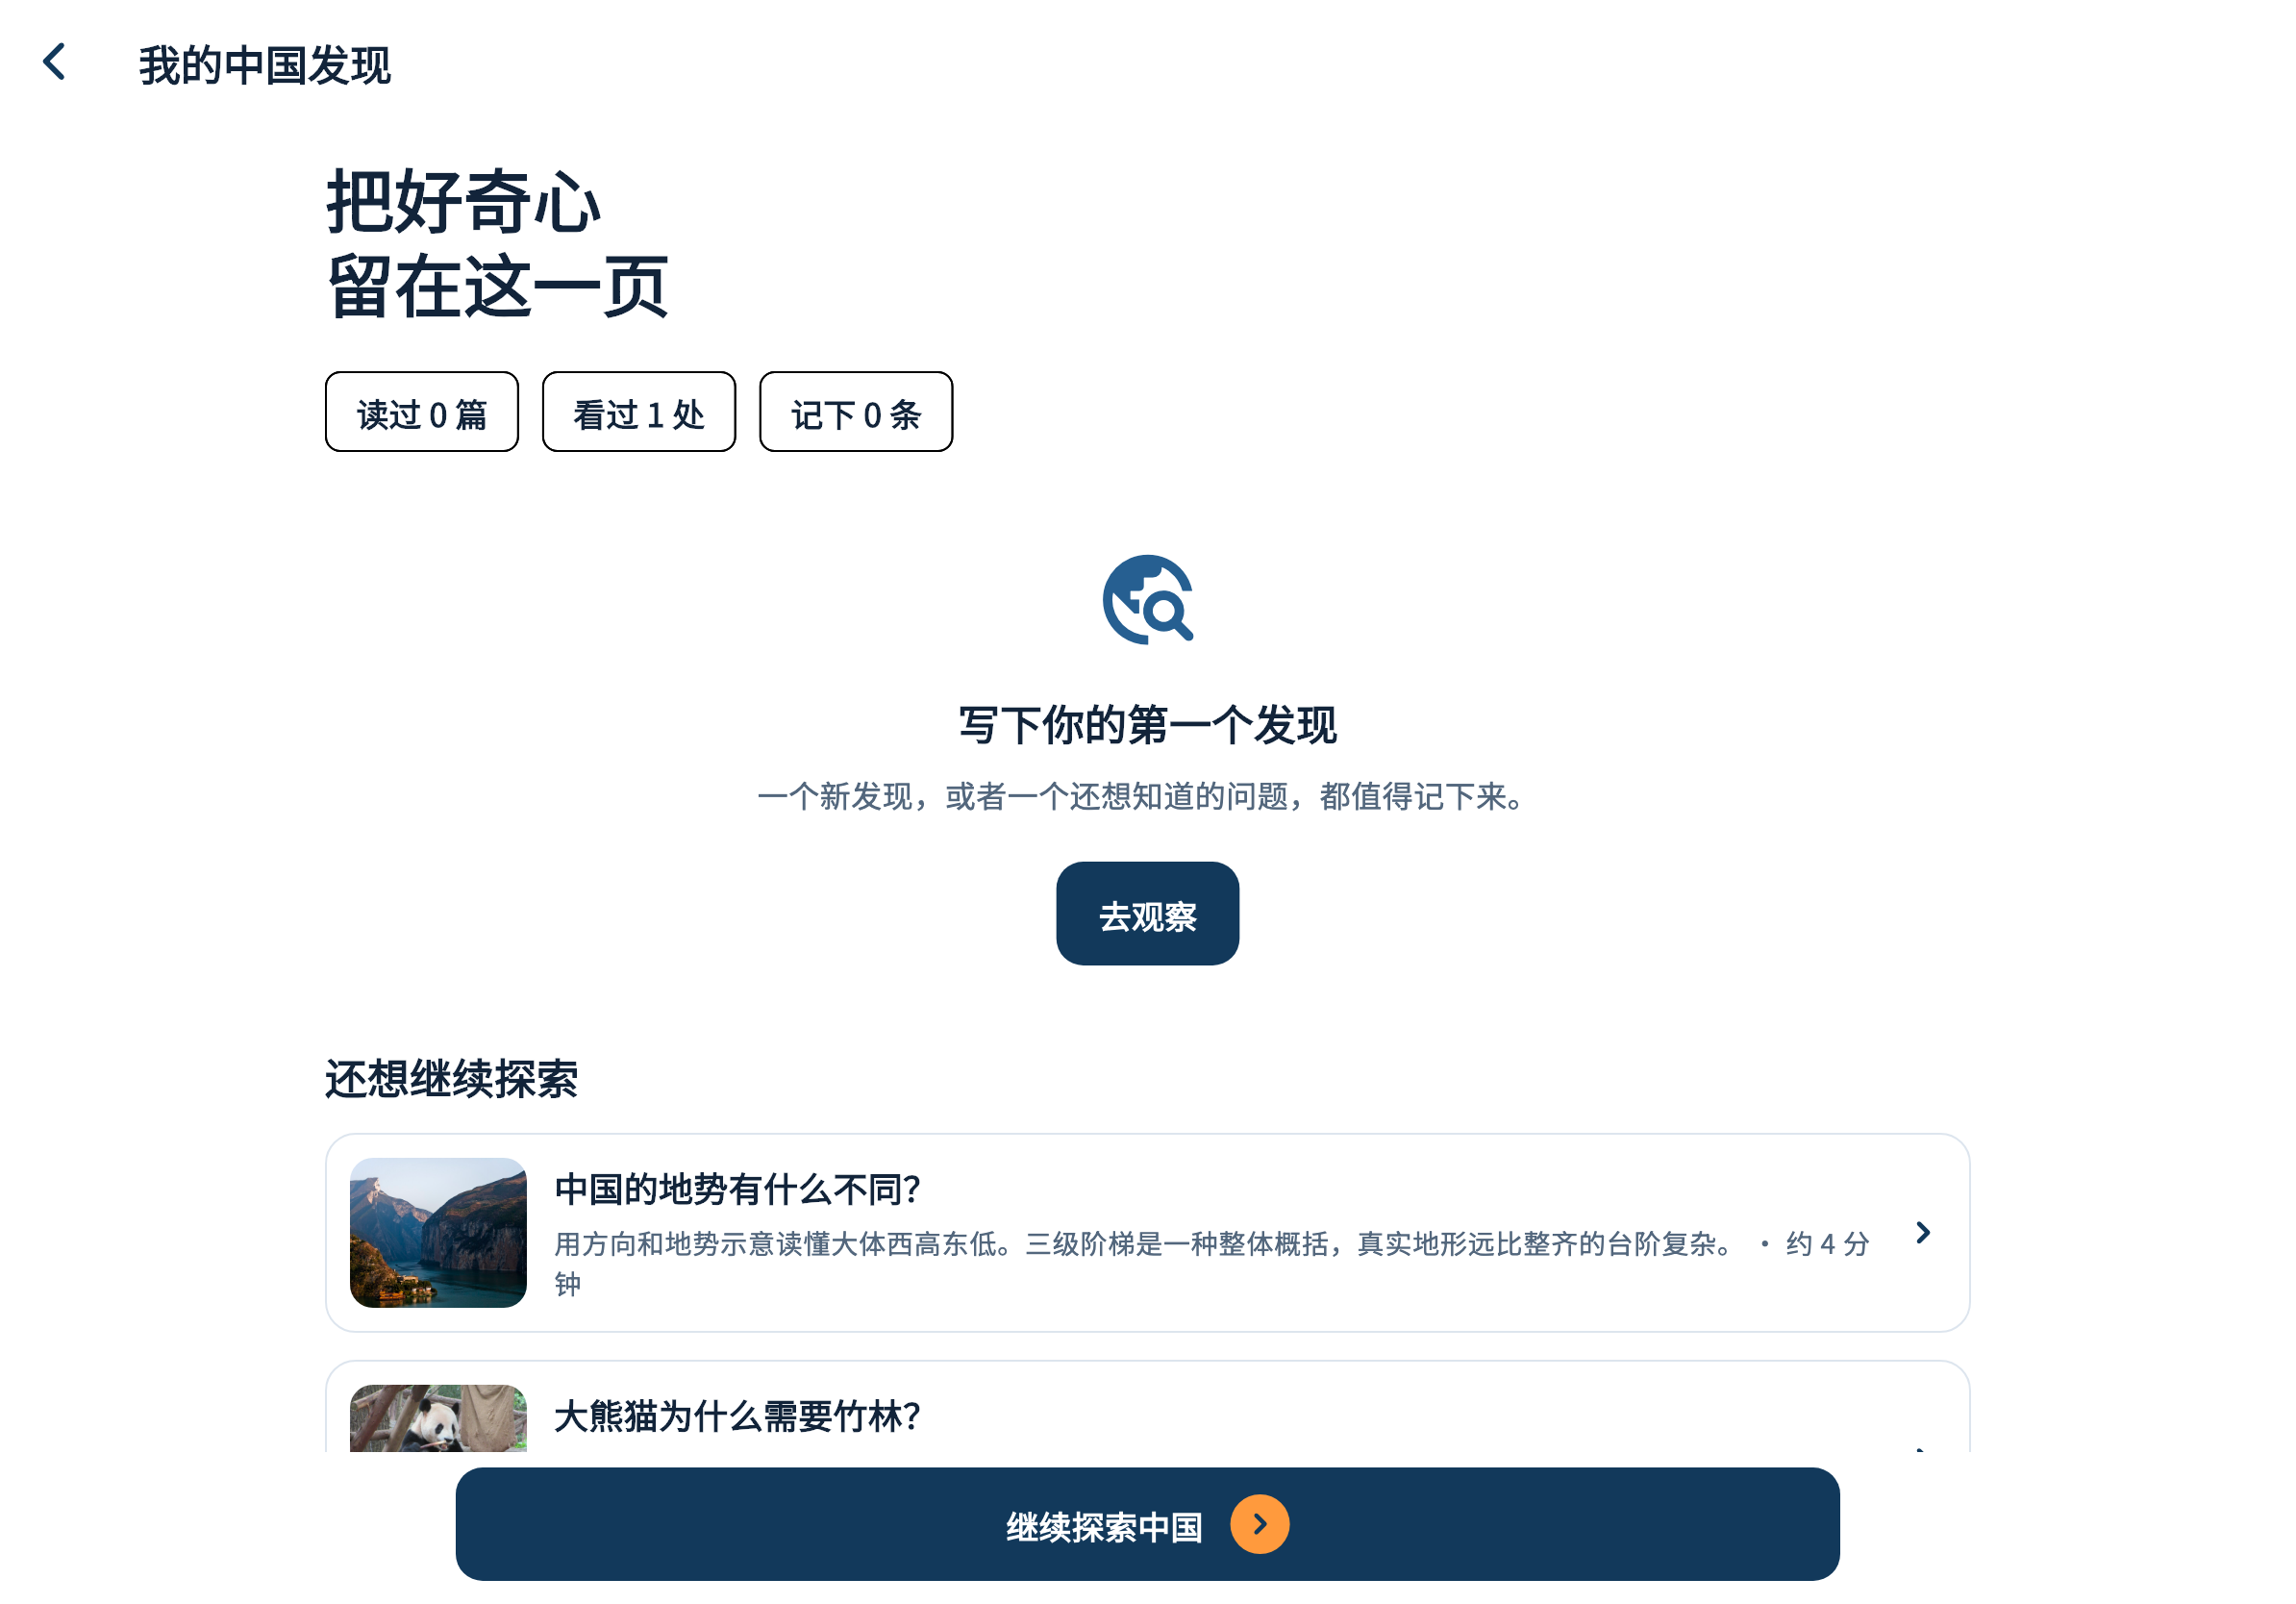 我的中国发现
把好奇心
留在这一页
读过 0 篇
看过 1 处
记下 0 条
写下你的第一个发现
一个新发现，或者一个还想知道的问题，都值得记下来。
去观察
还想继续探索
中国的地势有什么不同？
用方向和地势示意读懂大体西高东低。三级阶梯是一种整体概括，真实地形远比整齐的台阶复杂。 · 约 4 分
钟
大熊猫为什么需要竹林？
继续探索中国